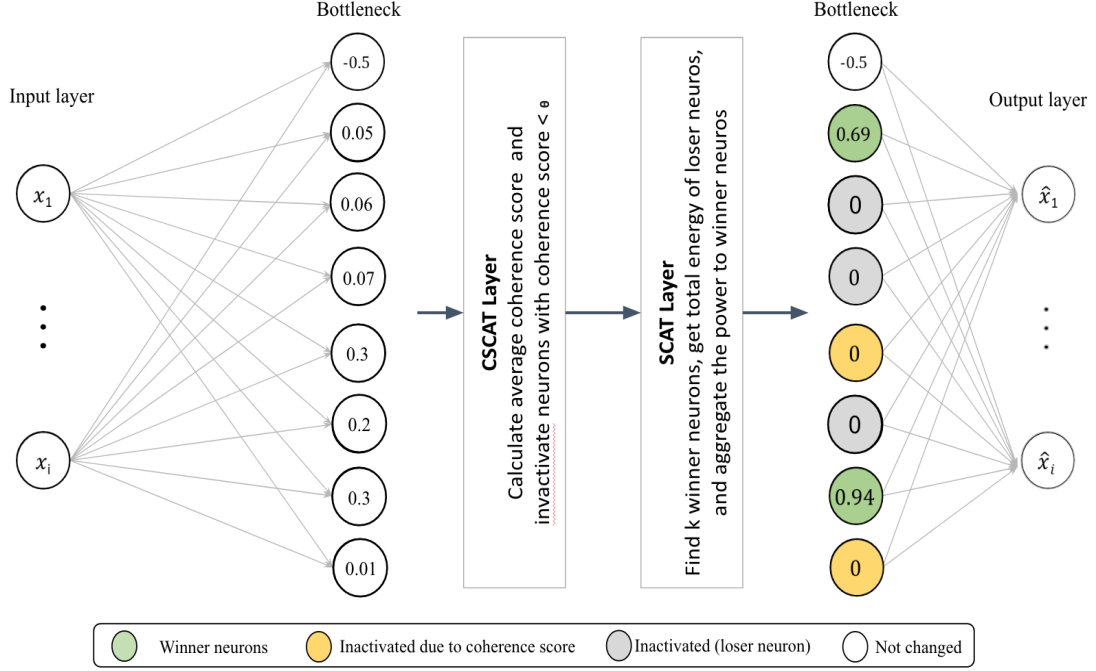 Bottleneck
Bottleneck
Input layer
Output layer
x₁
xᵢ
-0.5
0.05
0.06
0.07
0.3
0.2
0.3
0.01
CSCAT Layer
Calculate average coherence score and
invactivate neurons with coherence score < θ
SCAT Layer
Find k winner neurons, get total energy of loser neuros,
and aggregate the power to winner neuros
-0.5
0.69
0
0
0
0
0.94
0
x̂₁
x̂ᵢ
Winner neurons
Inactivated due to coherence score
Inactivated (loser neuron)
Not changed